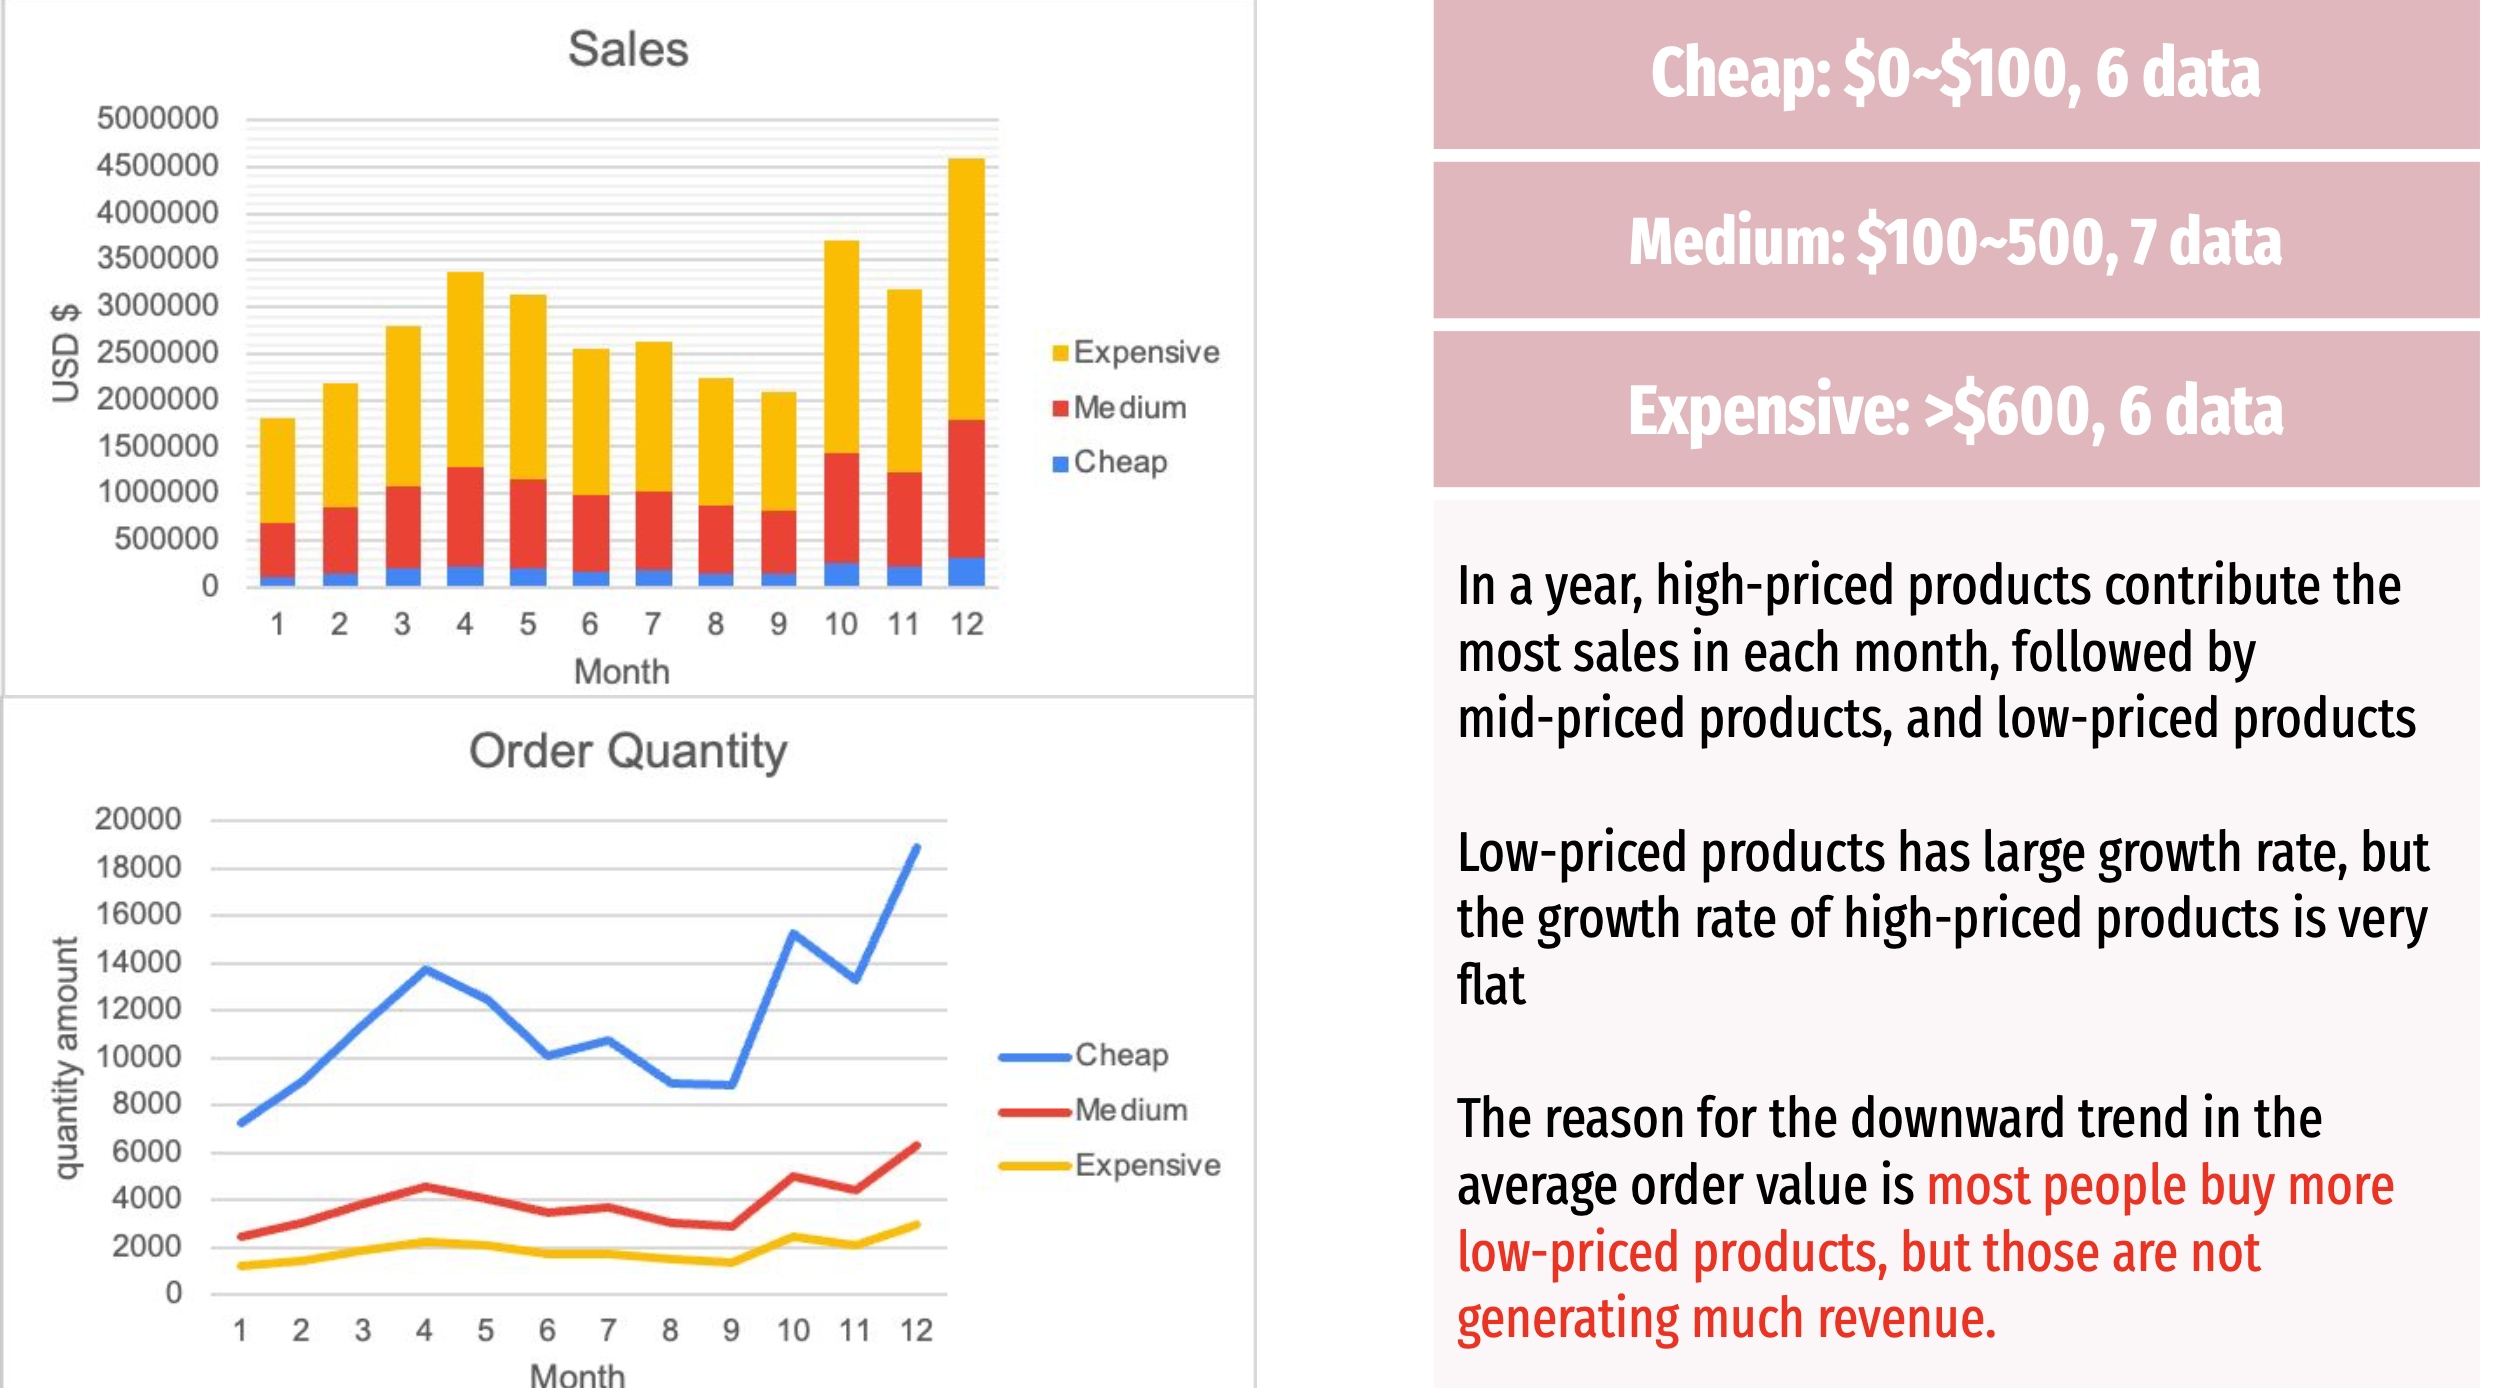 Sales
5000000
4500000
4000000
3500000
3000000
2500000
2000000
1500000
1000000
500000
0
USD $
1 2 3 4 5 6 7 8 9 10 11 12
Month
Expensive
Medium
Cheap
Order Quantity
20000
18000
16000
14000
12000
10000
8000
6000
4000
2000
0
quantity amount
1 2 3 4 5 6 7 8 9 10 11 12
Month
Cheap
Medium
Expensive
Cheap: $0~$100, 6 data
Medium: $100~500, 7 data
Expensive: >$600, 6 data
In a year, high-priced products contribute the
most sales in each month, followed by
mid-priced products, and low-priced products
Low-priced products has large growth rate, but
the growth rate of high-priced products is very
flat
The reason for the downward trend in the
average order value is most people buy more
low-priced products, but those are not
generating much revenue.